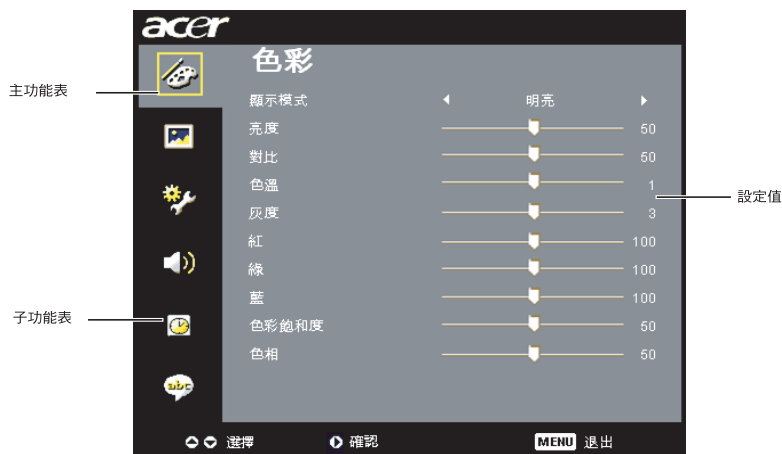 acer
色彩
主功能表
顯示模式 明亮
亮度 50
對比 50
色溫 1
設定值
灰度 3
紅 100
綠 100
藍 100
子功能表
色彩飽和度 50
色相 50
abc
選擇 確認 MENU 退出